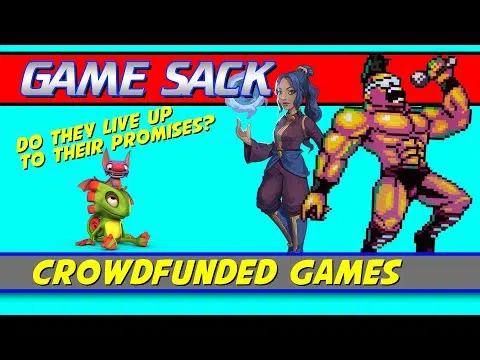 GAME SACK
DO THEY LIVE UP
TO THEIR PROMISES?
CROWDFUNDED GAMES